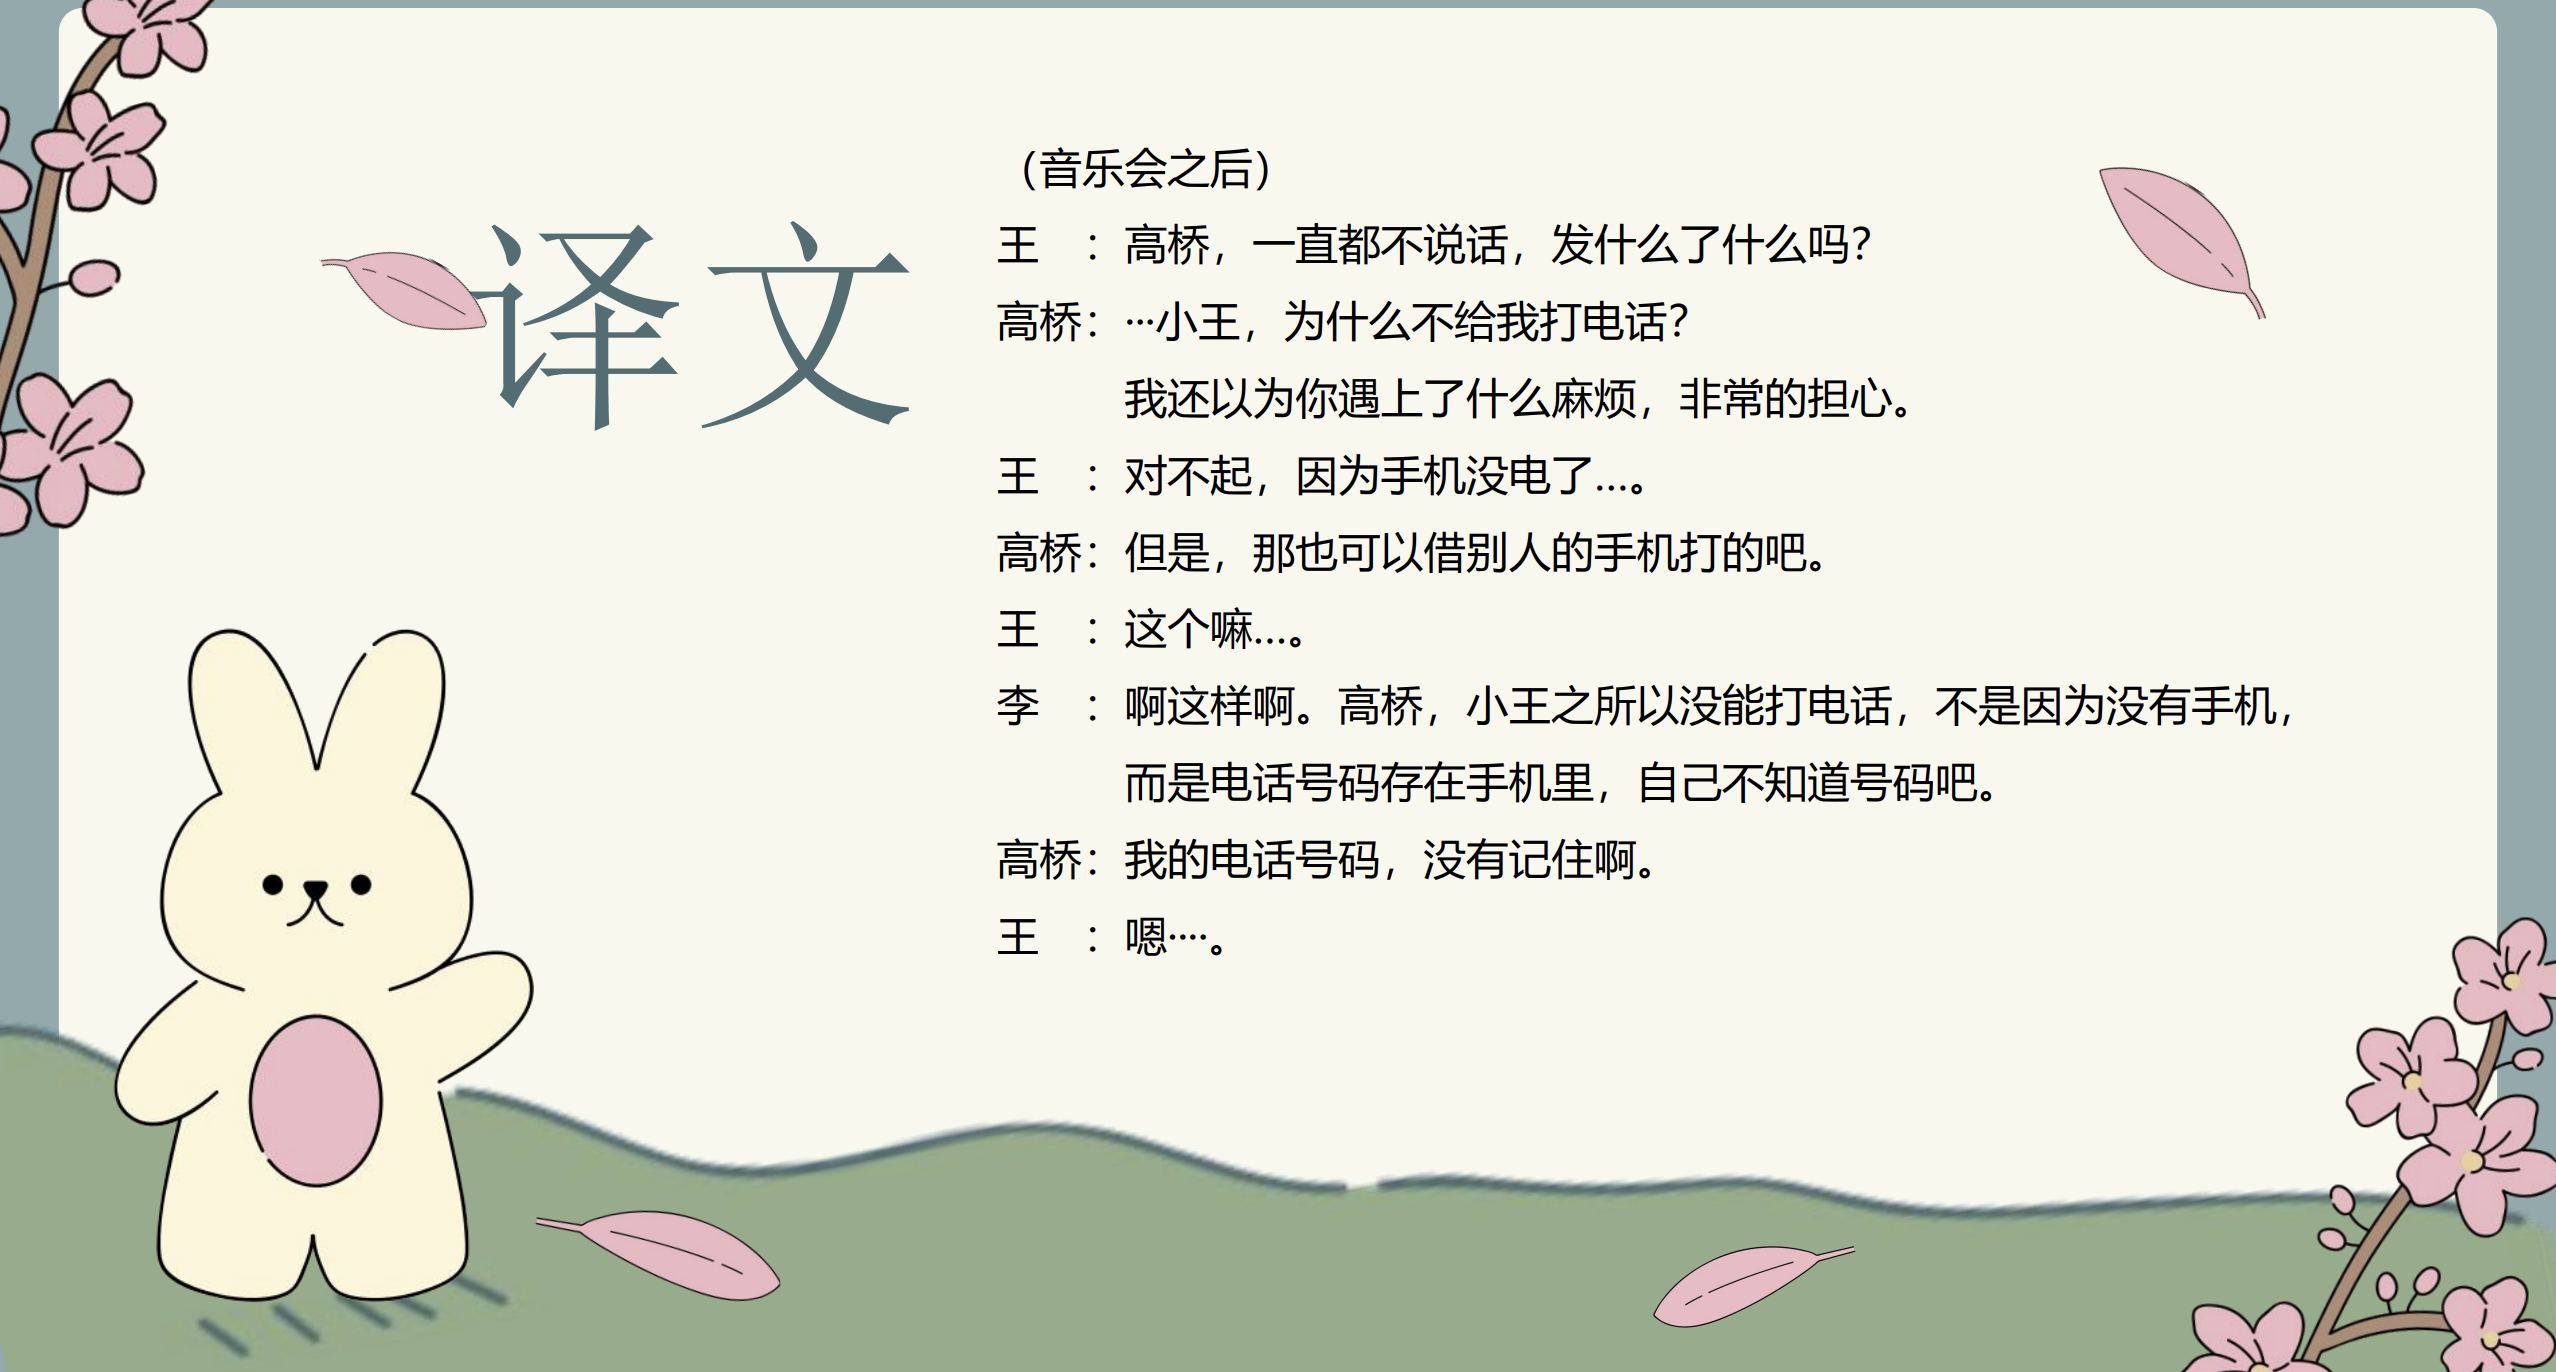 译文
（音乐会之后）
王　：高桥，一直都不说话，发什么了什么吗？
高桥：…小王，为什么不给我打电话？
我还以为你遇上了什么麻烦，非常的担心。
王　：对不起，因为手机没电了…。
高桥：但是，那也可以借别人的手机打的吧。
王　：这个嘛…。
李　：啊这样啊。高桥，小王之所以没能打电话，不是因为没有手机，
而是电话号码存在手机里，自己不知道号码吧。
高桥：我的电话号码，没有记住啊。
王　：嗯····。